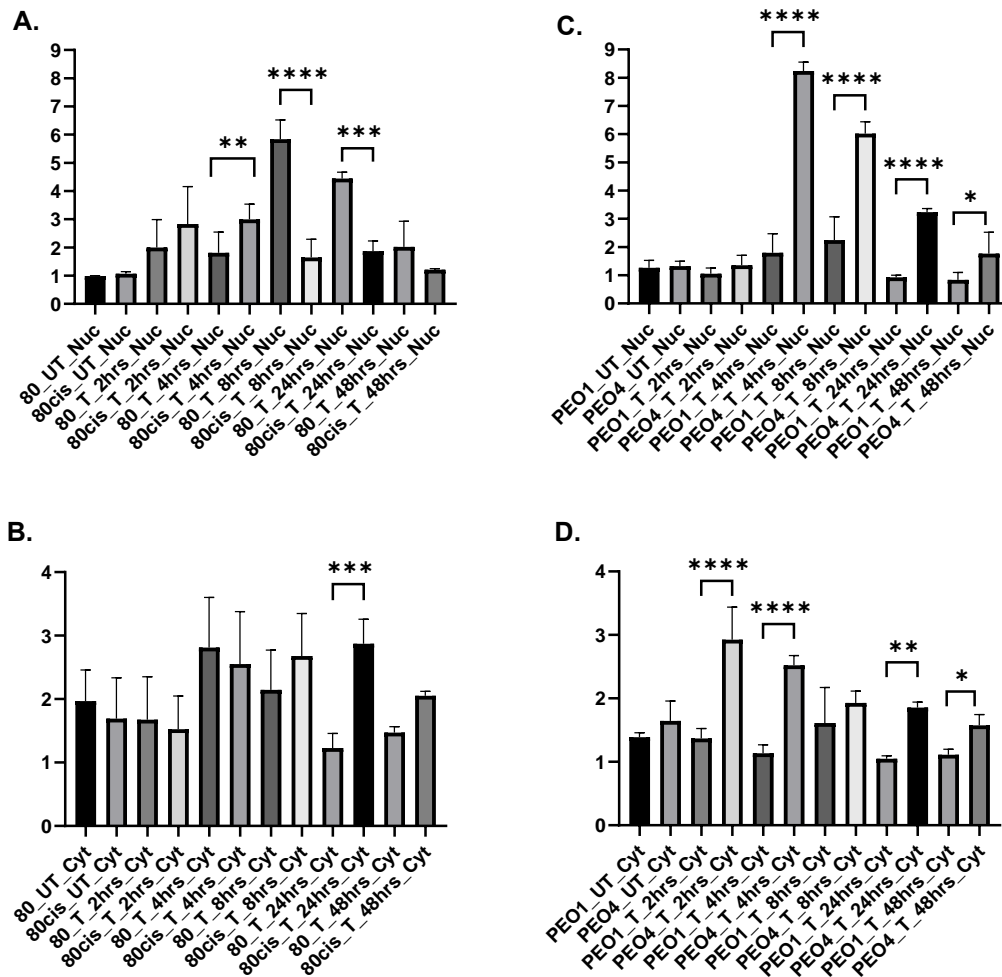 A.
9
8
7
6
5
4
3
2
1
0
**
****
***
80_UT_Nuc
80cis_UT_Nuc
80_T_2hrs_Nuc
80cis_T_2hrs_Nuc
80_T_4hrs_Nuc
80cis_T_4hrs_Nuc
80_T_8hrs_Nuc
80cis_T_8hrs_Nuc
80_T_24hrs_Nuc
80cis_T_24hrs_Nuc
80_T_48hrs_Nuc
80cis_T_48hrs_Nuc
C.
9
8
7
6
5
4
3
2
1
0
****
****
****
*
PEO1_UT_Nuc
PEO4_UT_Nuc
PEO1_T_2hrs_Nuc
PEO4_T_2hrs_Nuc
PEO1_T_4hrs_Nuc
PEO4_T_4hrs_Nuc
PEO1_T_8hrs_Nuc
PEO4_T_8hrs_Nuc
PEO1_T_24hrs_Nuc
PEO4_T_24hrs_Nuc
PEO1_T_48hrs_Nuc
PEO4_T_48hrs_Nuc
B.
4
3
2
1
0
***
80_UT_Cyt
80cis_UT_Cyt
80_T_2hrs_Cyt
80cis_T_2hrs_Cyt
80_T_4hrs_Cyt
80cis_T_4hrs_Cyt
80_T_8hrs_Cyt
80cis_T_8hrs_Cyt
80_T_24hrs_Cyt
80cis_T_24hrs_Cyt
80_T_48hrs_Cyt
80cis_T_48hrs_Cyt
D.
4
3
2
1
0
****
****
**
*
PEO1_UT_Cyt
PEO4_UT_Cyt
PEO1_T_2hrs_Cyt
PEO4_T_2hrs_Cyt
PEO1_T_4hrs_Cyt
PEO4_T_4hrs_Cyt
PEO1_T_8hrs_Cyt
PEO4_T_8hrs_Cyt
PEO1_T_24hrs_Cyt
PEO4_T_24hrs_Cyt
PEO1_T_48hrs_Cyt
PEO4_T_48hrs_Cyt